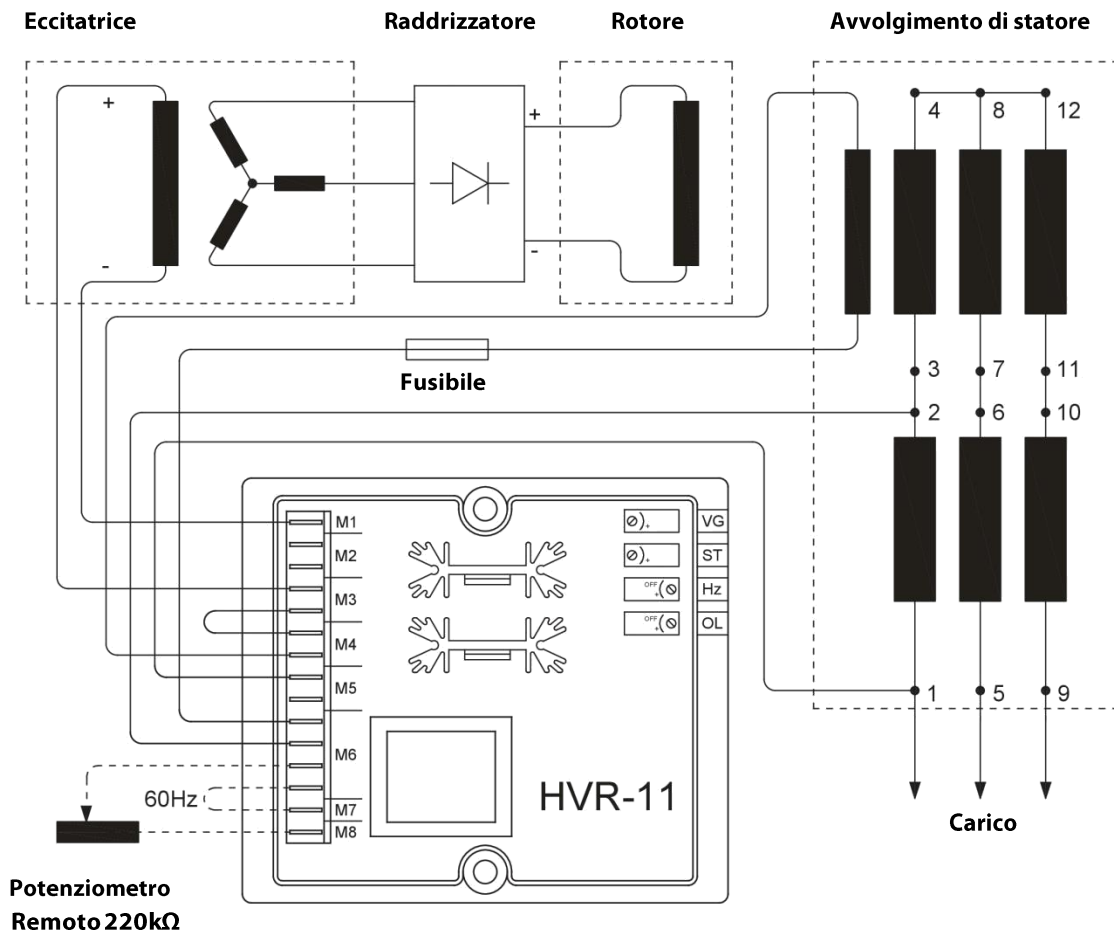 Eccitatrice
Raddrizzatore
Rotore
Avvolgimento di statore
+
-
+
-
4
8
12
3
7
11
2
6
10
1
5
9
Fusibile
M1
M2
M3
M4
M5
M6
M7
M8
VG
ST
OFF
+
Hz
OFF
+
OL
+
+
HVR-11
60Hz
Carico
Potenziometro
Remoto 220kΩ